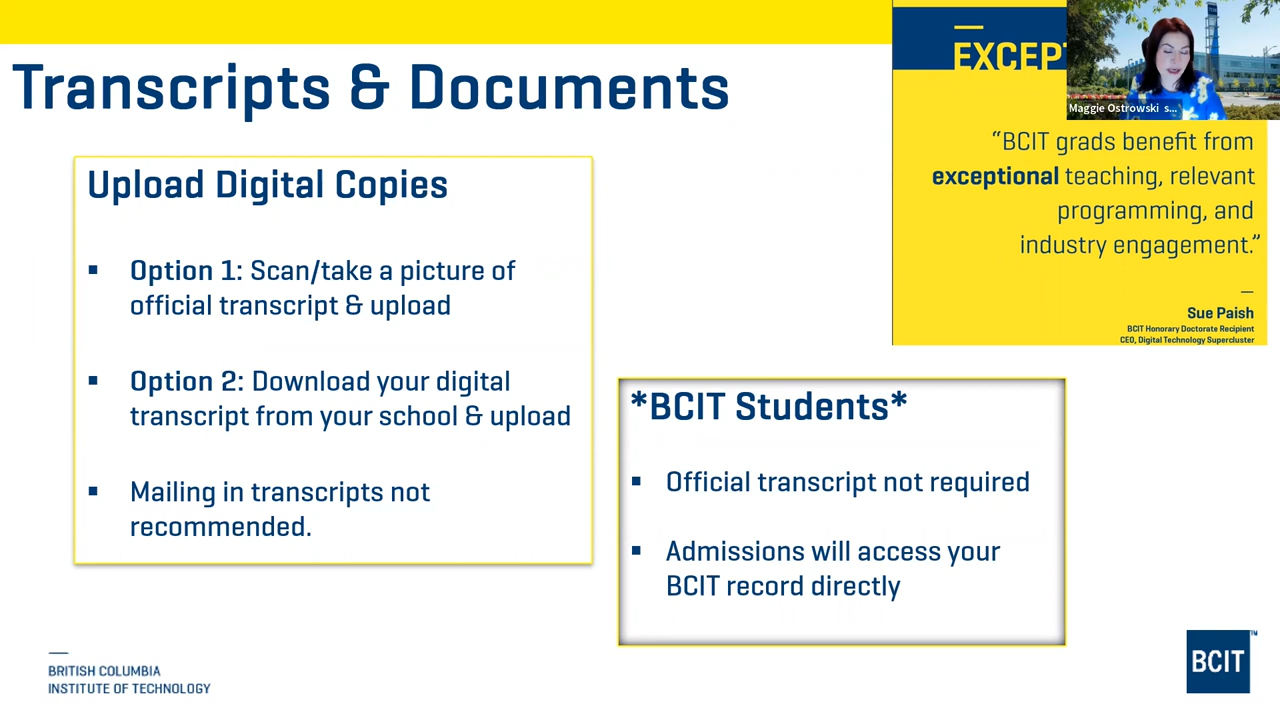 Transcripts & Documents
Upload Digital Copies
▪ Option 1: Scan/take a picture of
official transcript & upload
▪ Option 2: Download your digital
transcript from your school & upload
▪ Mailing in transcripts not
recommended.
EXCEPT
Maggie Ostrowski s...
“BCIT grads benefit from
exceptional teaching, relevant
programming, and
industry engagement.”
Sue Paish
BCIT Honorary Doctorate Recipient
CEO, Digital Technology Supercluster
*BCIT Students*
▪ Official transcript not required
▪ Admissions will access your
BCIT record directly
BRITISH COLUMBIA
INSTITUTE OF TECHNOLOGY
BCIT™